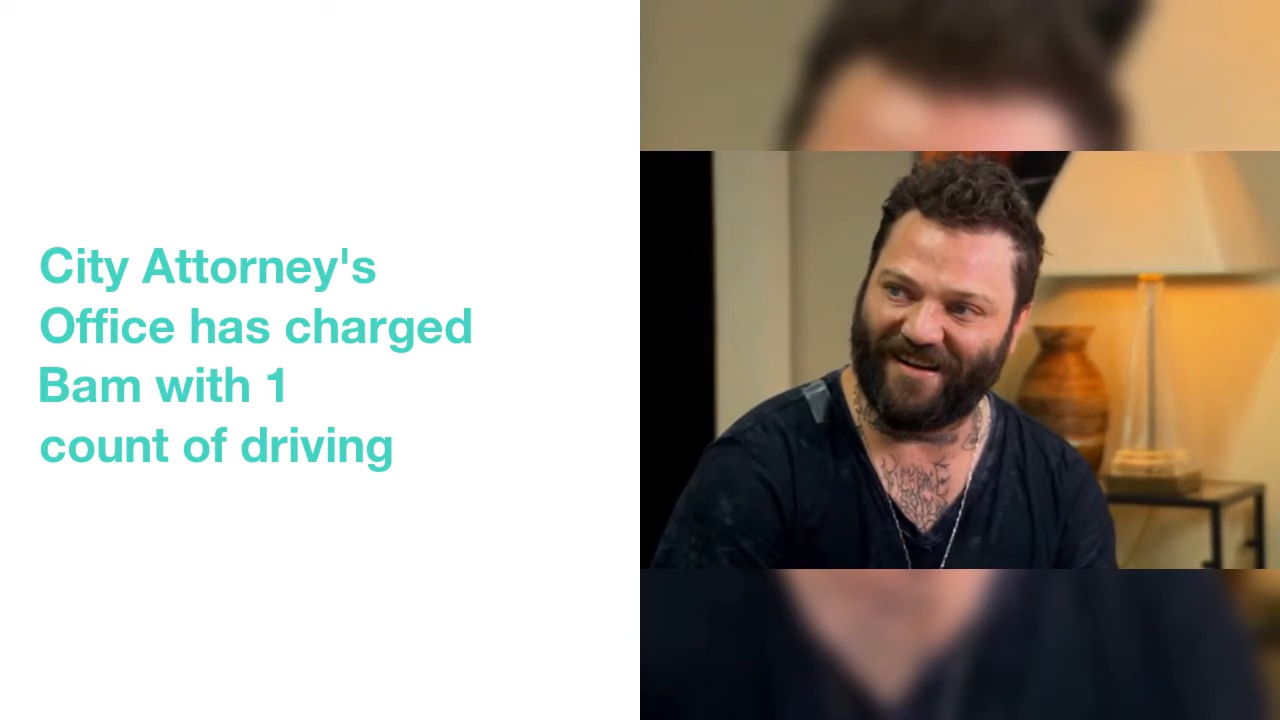 City Attorney's
Office has charged
Bam with 1
count of driving